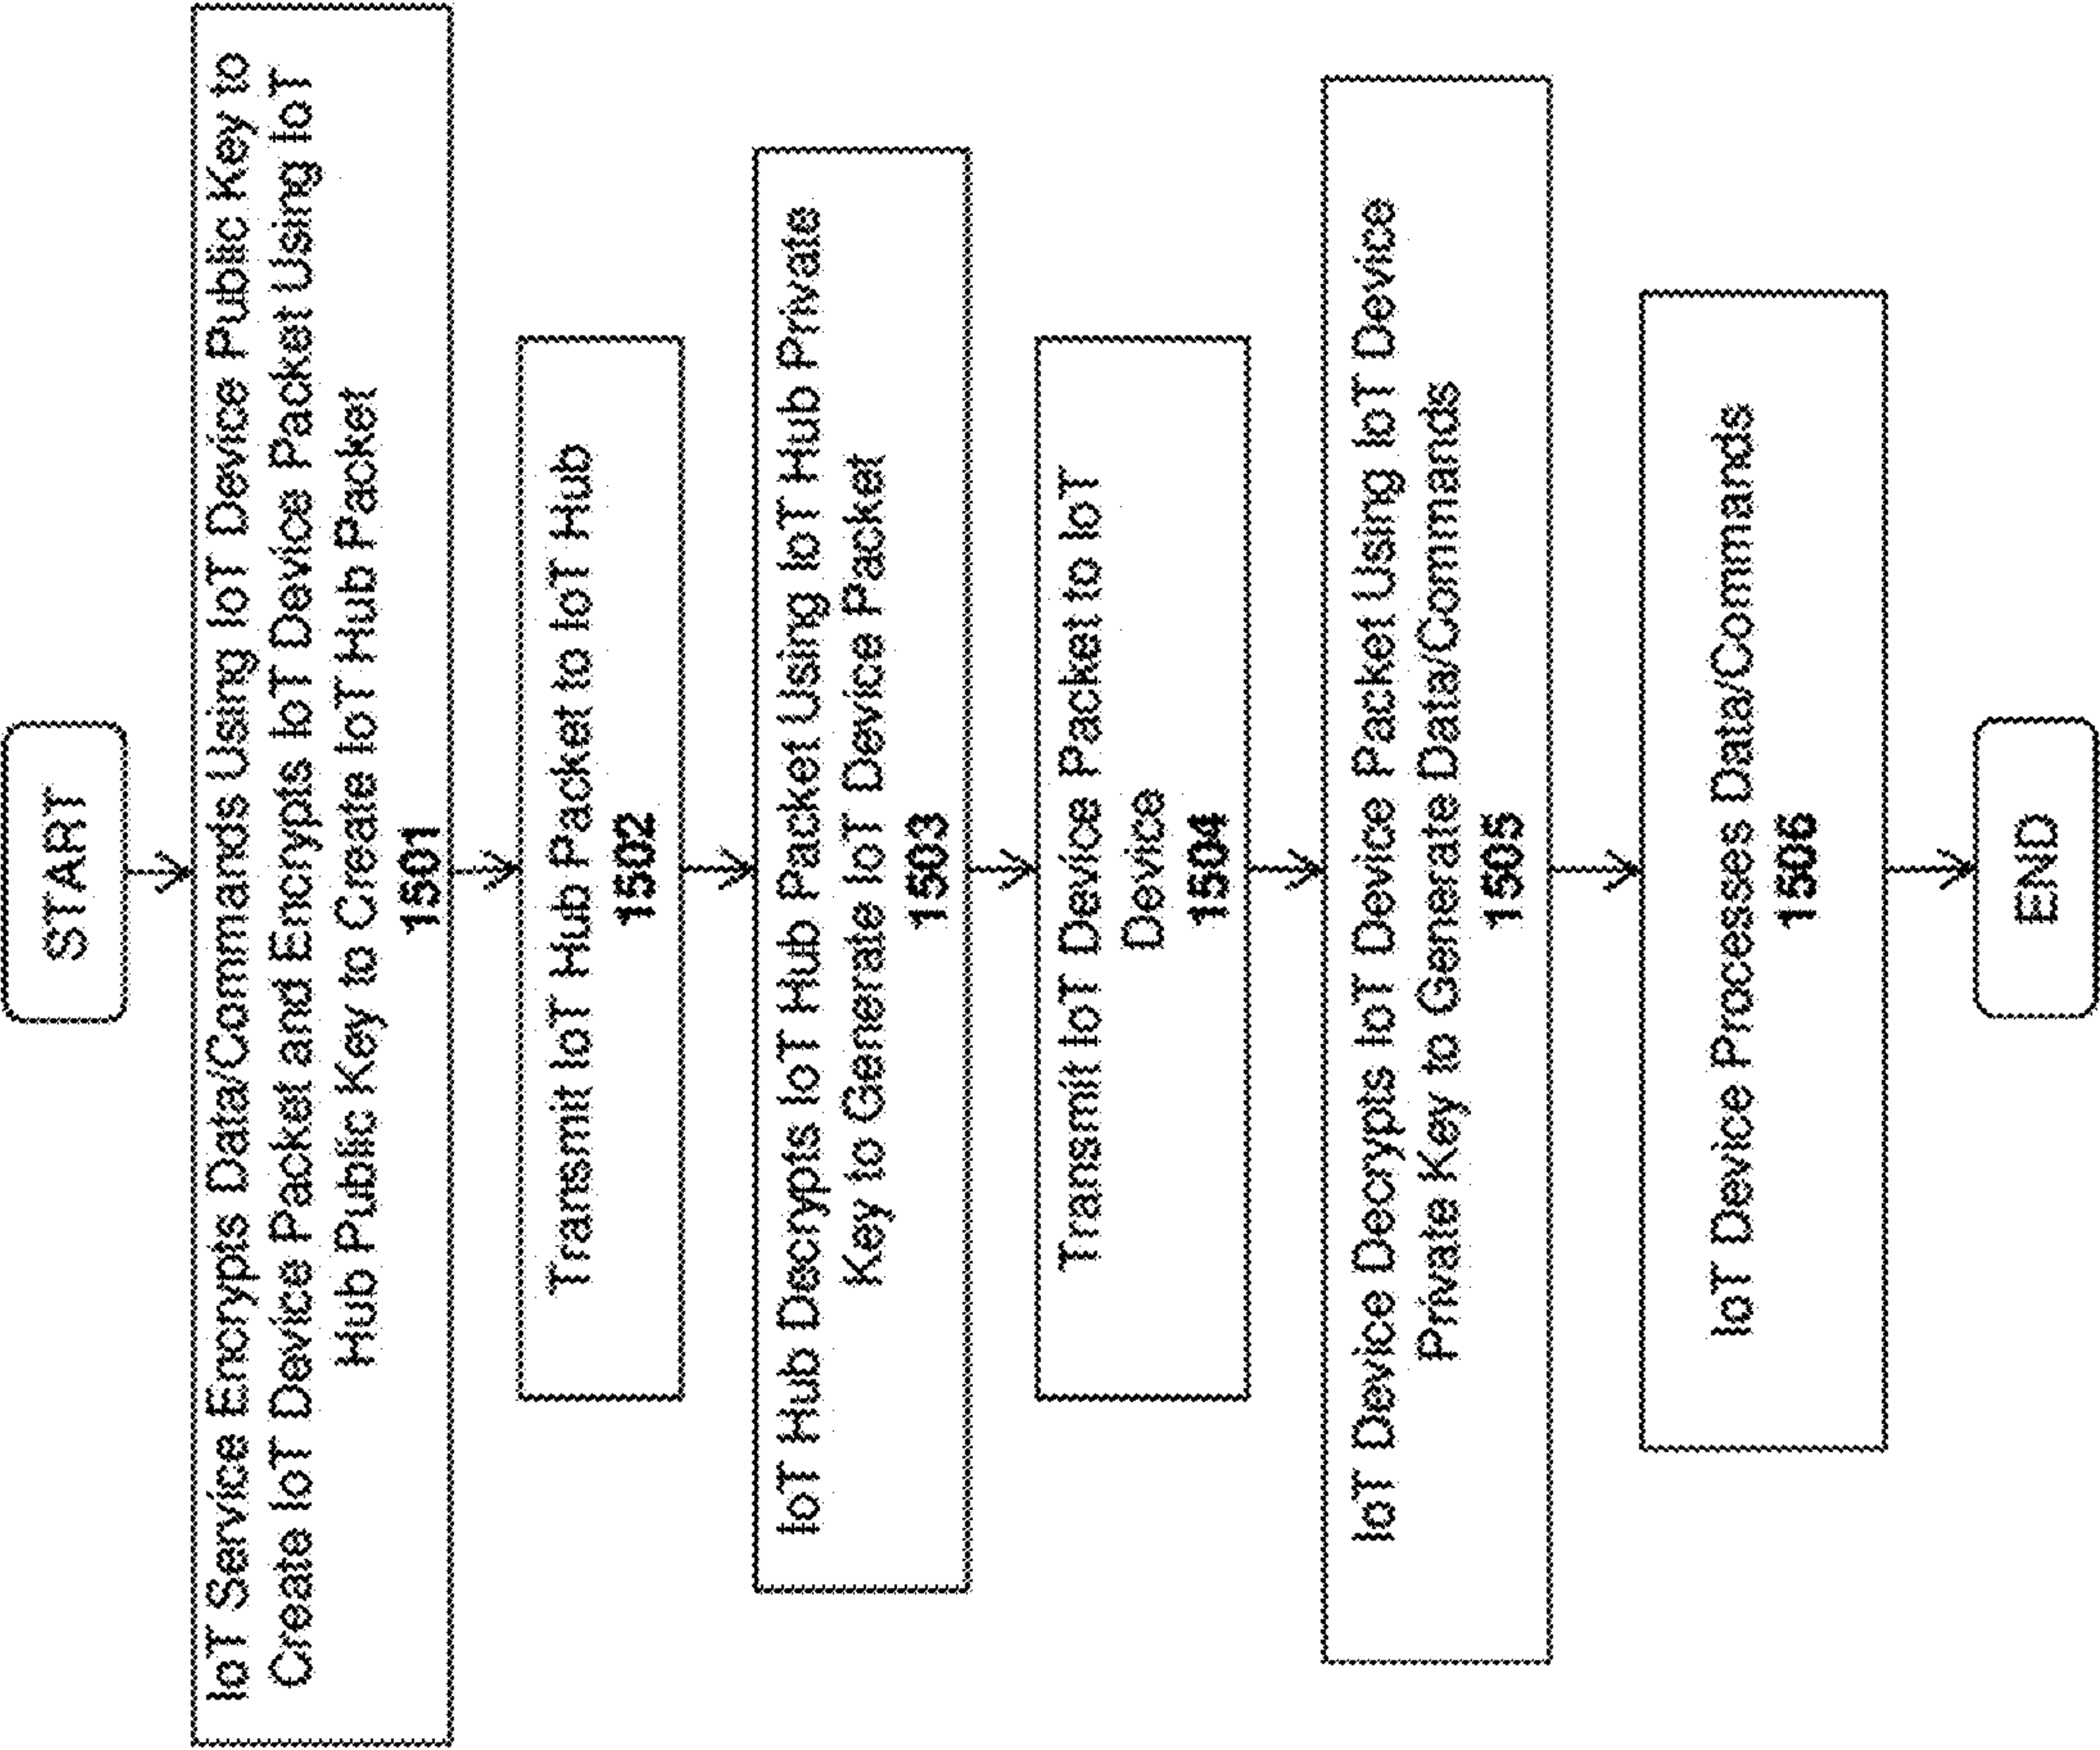 START
IoT Service Encrypts Data/Commands Using IoT Device Public Key to
Create IoT Device Packet and Encrypts IoT Device Packet Using IoT
Hub Public Key to Create IoT Hub Packet
1501
Transmit IoT Hub Packet to IoT Hub
1502
IoT Hub Decrypts IoT Hub Packet Using IoT Hub Private
Key to Generate IoT Device Packet
1503
Transmit IoT Device Packet to IoT
Device
1504
IoT Device Decrypts IoT Device Packet Using IoT Device
Private Key to Generate Data/Commands
1505
IoT Device Processes Data/Commands
1506
END